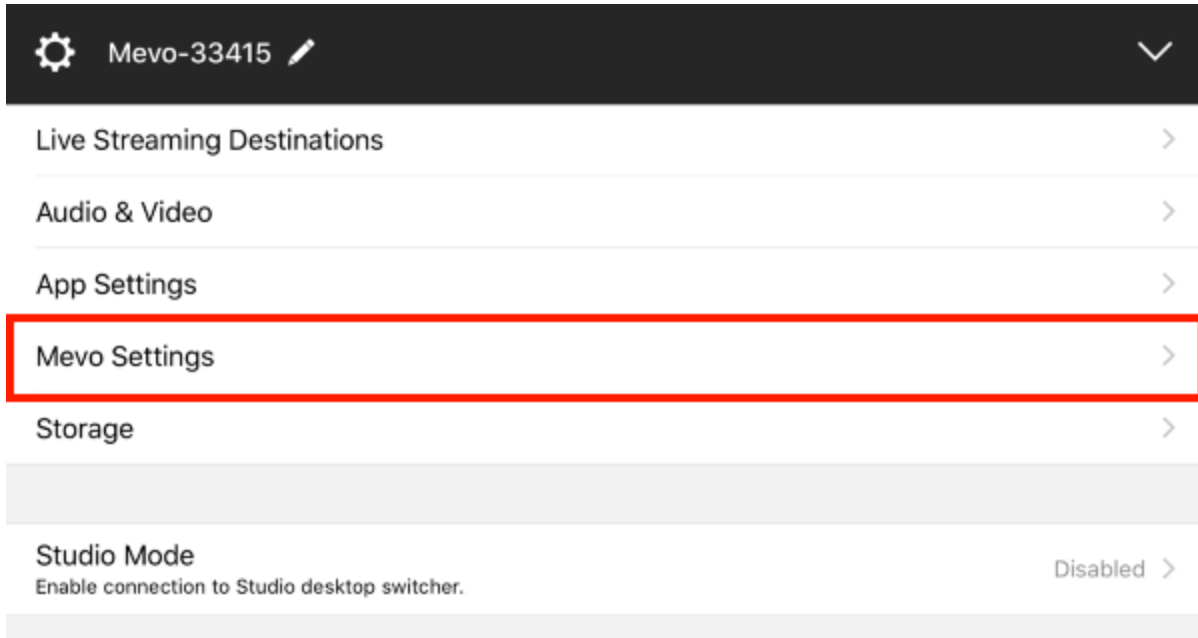 Mevo-33415
Live Streaming Destinations
Audio & Video
App Settings
Mevo Settings
Storage
Studio Mode
Disabled
Enable connection to Studio desktop switcher.